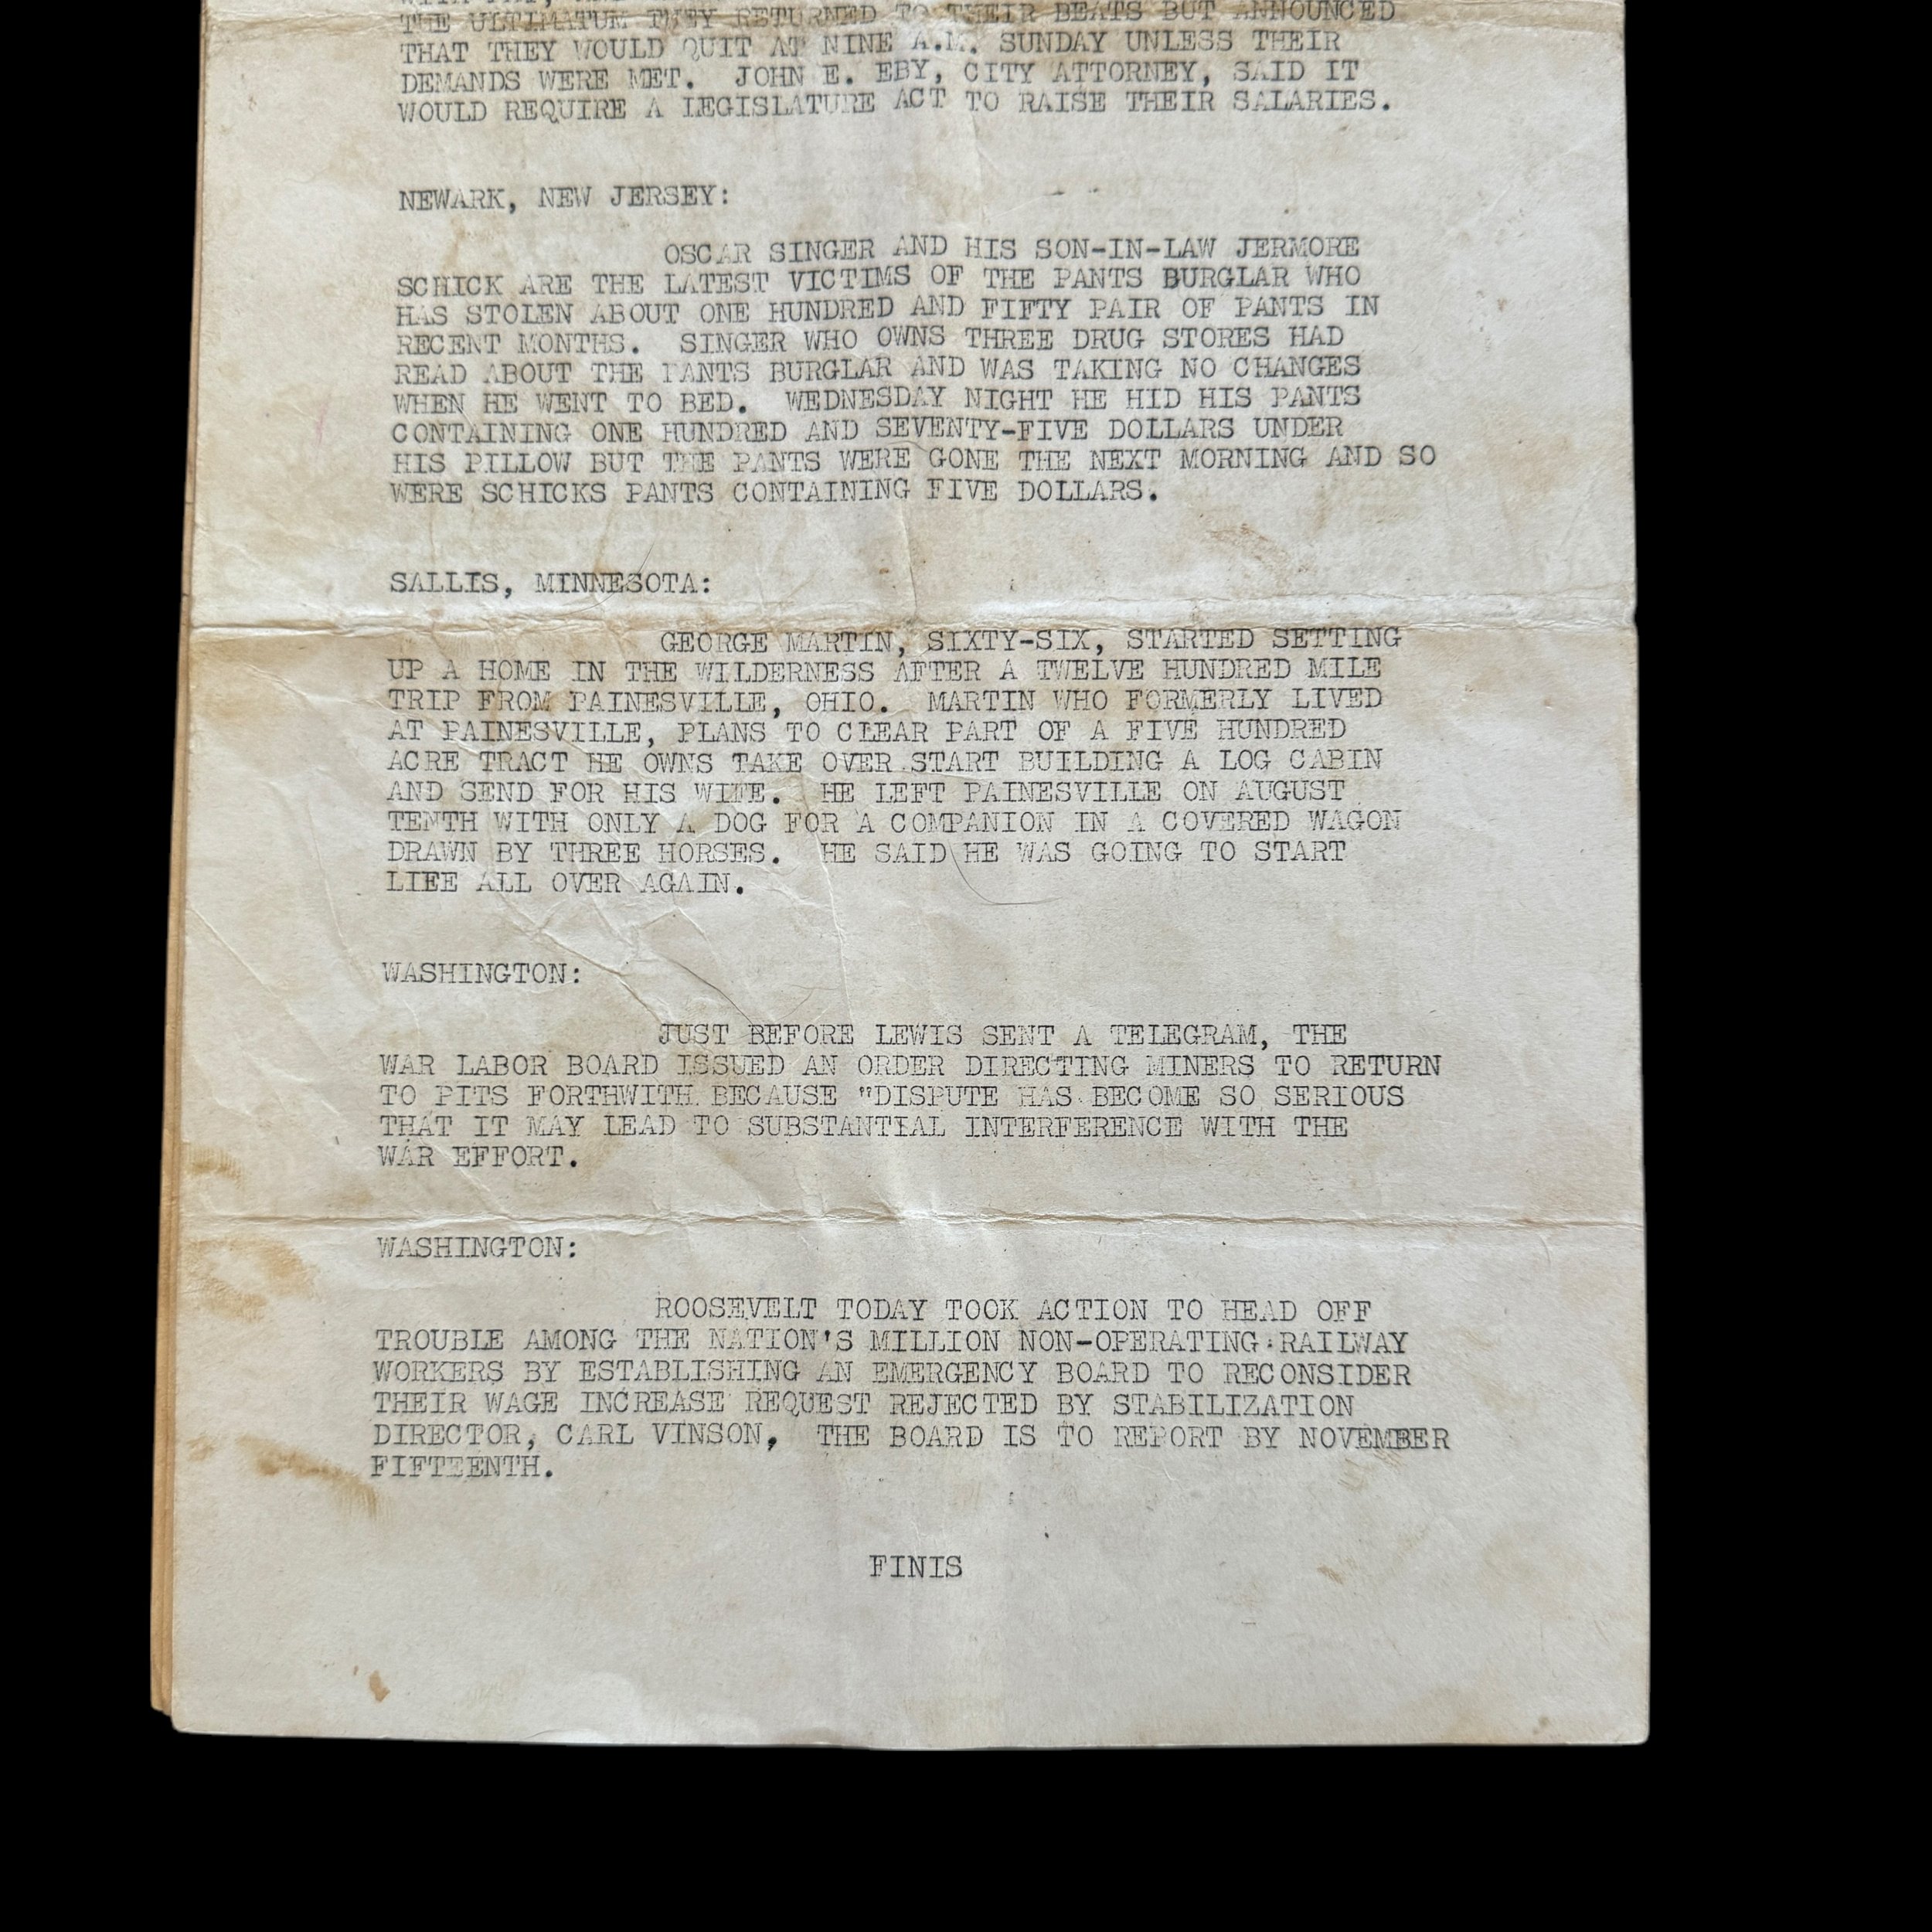 THE ULTIMATUM THEY RETURNED TO THEIR BEATS BUT ANNOUNCED
THAT THEY WOULD QUIT AT NINE A.M. SUNDAY UNLESS THEIR
DEMANDS WERE MET. JOHN E. EBY, CITY ATTORNEY, SAID IT
WOULD REQUIRE A LEGISLATURE ACT TO RAISE THEIR SALARIES.
NEWARK, NEW JERSEY:
OSCAR SINGER AND HIS SON-IN-LAW JERMORE
SCHICK ARE THE LATEST VICTIMS OF THE PANTS BURGLAR WHO
HAS STOLEN ABOUT ONE HUNDRED AND FIFTY PAIR OF PANTS IN
RECENT MONTHS. SINGER WHO OWNS THREE DRUG STORES HAD
READ ABOUT THE PANTS BURGLAR AND WAS TAKING NO CHANGES
WHEN HE WENT TO BED. WEDNESDAY NIGHT HE HID HIS PANTS
CONTAINING ONE HUNDRED AND SEVENTY-FIVE DOLLARS UNDER
HIS PILLOW BUT THE PANTS WERE GONE THE NEXT MORNING AND SO
WERE SCHICKS PANTS CONTAINING FIVE DOLLARS.
SALLIS, MINNESOTA:
GEORGE MARTIN, SIXTY-SIX, STARTED SETTING
UP A HOME IN THE WILDERNESS AFTER A TWELVE HUNDRED MILE
TRIP FROM PAINESVILLE, OHIO. MARTIN WHO FORMERLY LIVED
AT PAINESVILLE, PLANS TO CLEAR PART OF A FIVE HUNDRED
ACRE TRACT HE OWNS TAKE OVER START BUILDING A LOG CABIN
AND SEND FOR HIS WIFE. HE LEFT PAINESVILLE ON AUGUST
TENTH WITH ONLY A DOG FOR A COMPANION IN A COVERED WAGON
DRAWN BY THREE HORSES. HE SAID HE WAS GOING TO START
LIEE ALL OVER AGAIN.
WASHINGTON:
JUST BEFORE LEWIS SENT A TELEGRAM, THE
WAR LABOR BOARD ISSUED AN ORDER DIRECTING MINERS TO RETURN
TO PITS FORTHWITH BECAUSE "DISPUTE HAS BECOME SO SERIOUS
THAT IT MAY LEAD TO SUBSTANTIAL INTERFERENCE WITH THE
WAR EFFORT.
WASHINGTON:
ROOSEVELT TODAY TOOK ACTION TO HEAD OFF
TROUBLE AMONG THE NATION'S MILLION NON-OPERATING RAILWAY
WORKERS BY ESTABLISHING AN EMERGENCY BOARD TO RECONSIDER
THEIR WAGE INCREASE REQUEST REJECTED BY STABILIZATION
DIRECTOR, CARL VINSON, THE BOARD IS TO REPORT BY NOVEMBER
FIFTEENTH.
FINIS